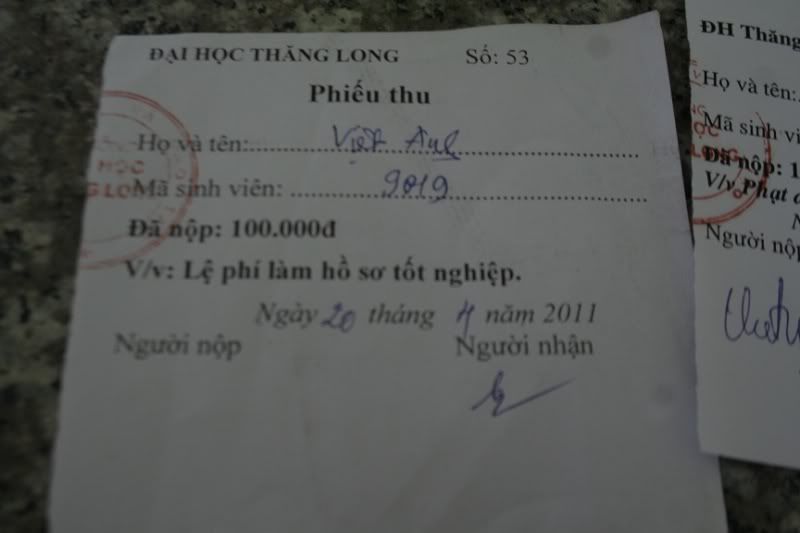 ĐẠI HỌC THĂNG LONG Số: 53
Phiếu thu
Họ và tên: Việt Anh
Mã sinh viên: 9019
Đã nộp: 100.000đ
V/v: Lệ phí làm hồ sơ tốt nghiệp.
Ngày 20 tháng 4 năm 2011
Người nộp Người nhận
HỌC
G LONG
ĐH Thăng
Họ và tên:
Mã sinh vi
Đã nộp: 1
V/v Phạt
Người nộp